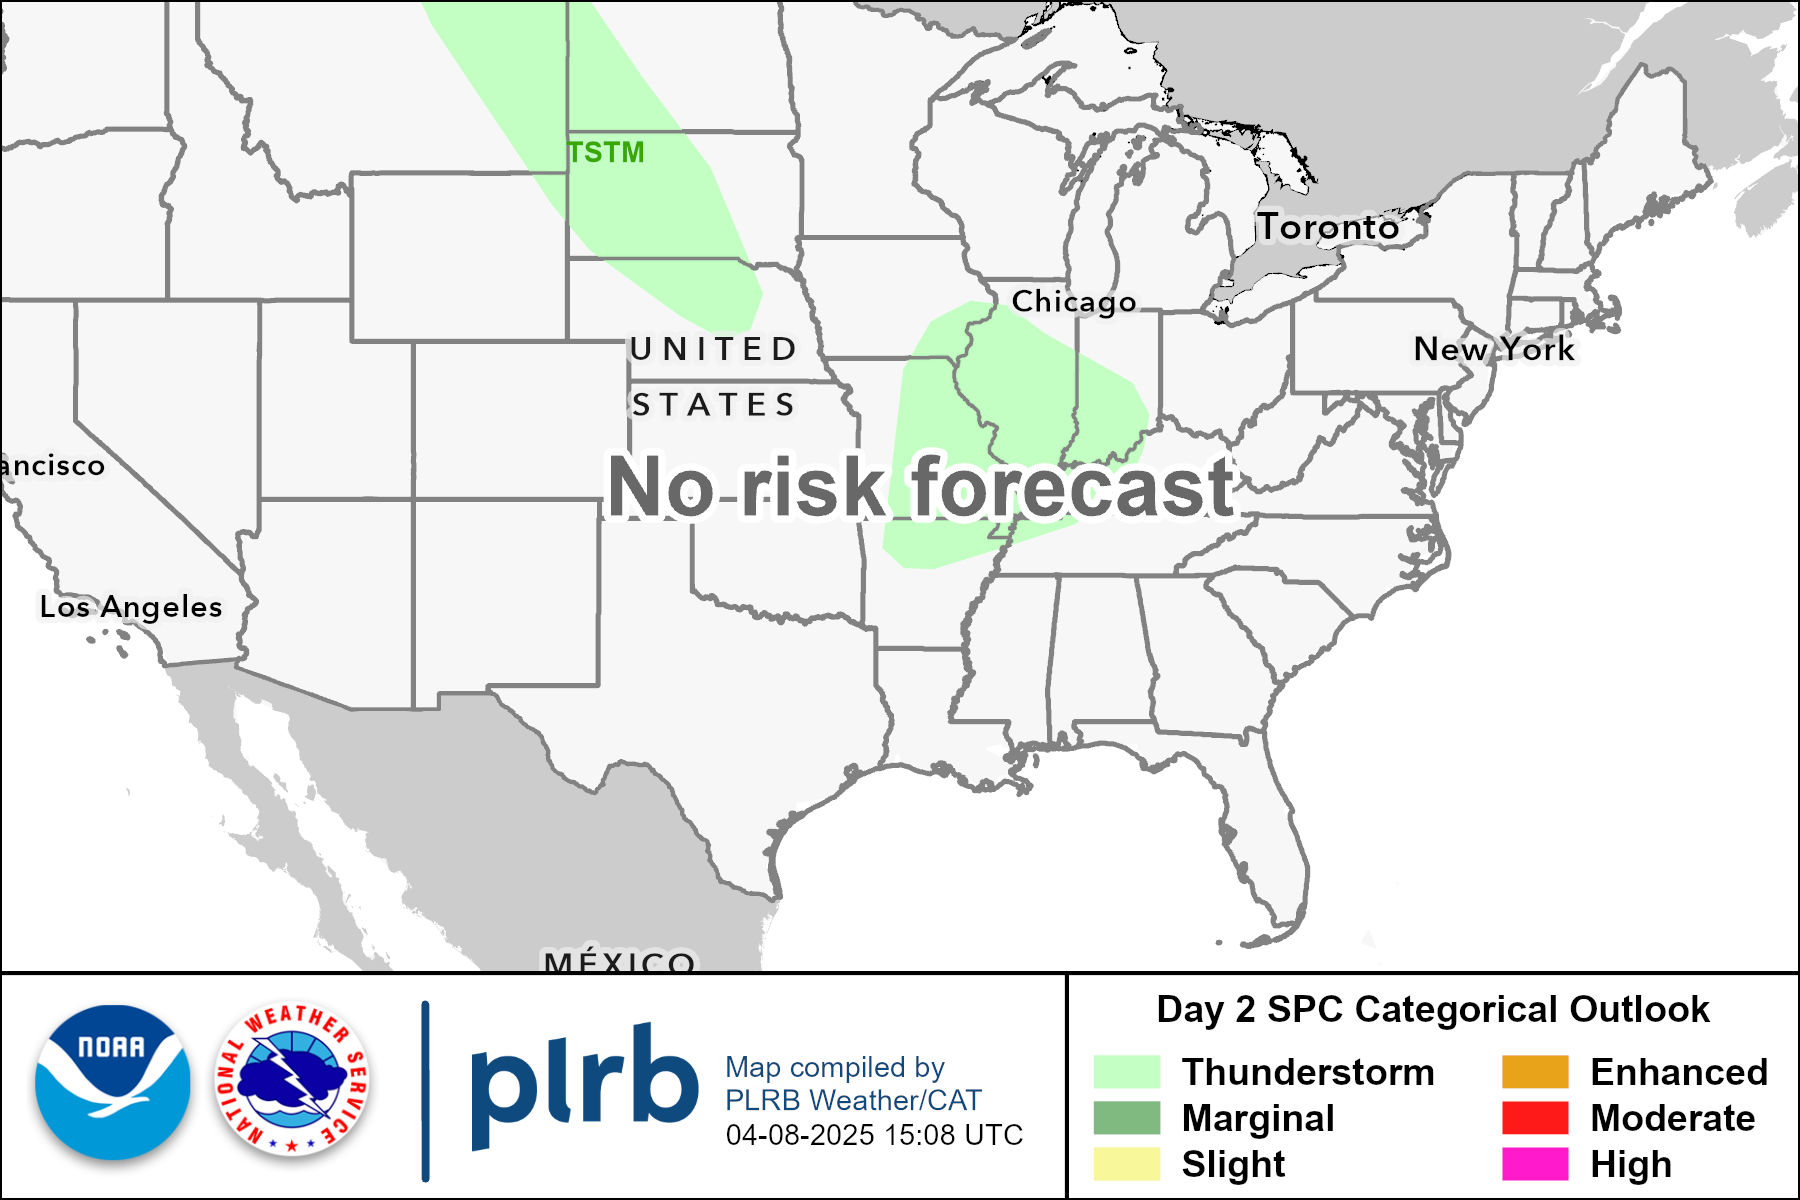 TSTM
Toronto
Chicago
New York
UNITED
STATES
ancisco
No risk forecast
Los Angeles
MÉXICO
NOAA
NATIONAL WEATHER SERVICE
plrb
Map compiled by
PLRB Weather/CAT
04-08-2025 15:08 UTC
Day 2 SPC Categorical Outlook
Thunderstorm
Enhanced
Marginal
Moderate
Slight
High